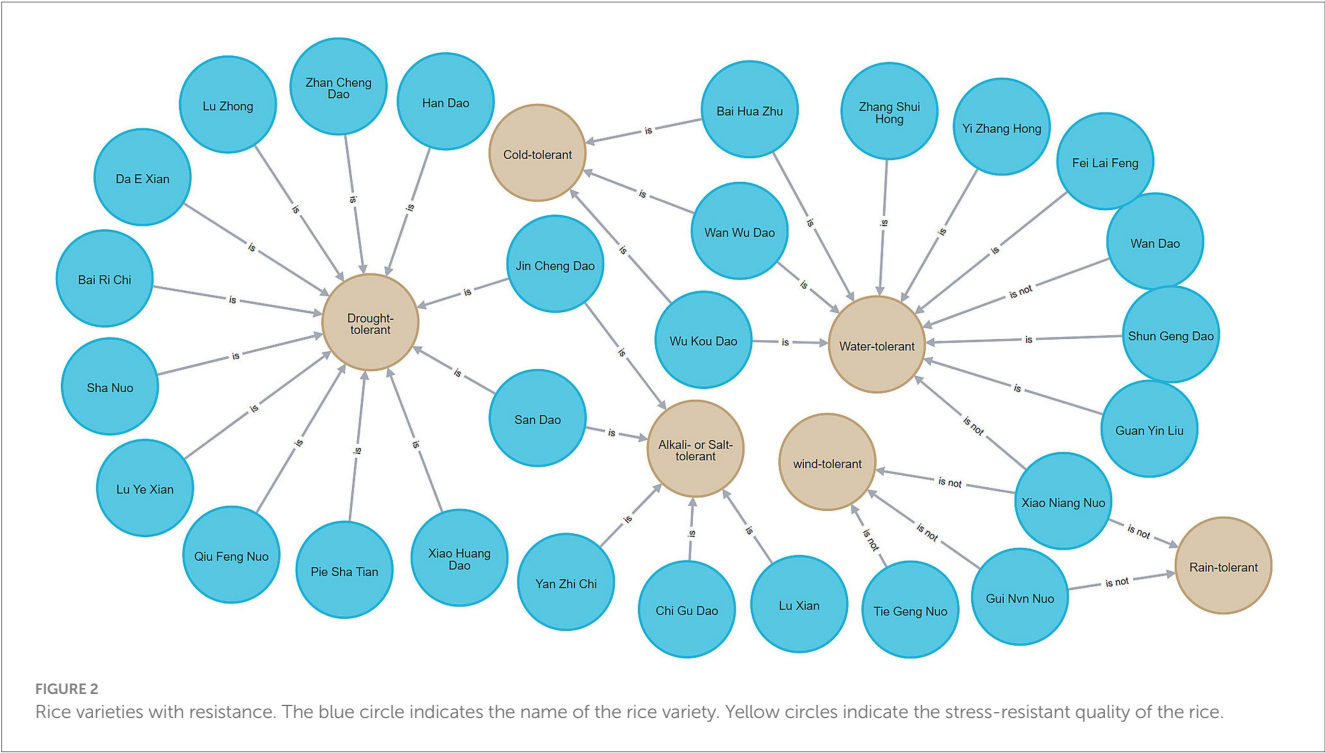 Zhan Cheng
Dao
Lu Zhong
Han Dao
Bai Hua Zhu
Zhang Shui
Hong
Yi Zhang Hong
Cold-tolerant
Fei Lai Feng
Da E Xian
is
is
is
is
is
is
is
is
is
is
Wan Wu Dao
Wan Dao
is
is
Jin Cheng Dao
Bai Ri Chi
is
is
is
is not
Drought-
tolerant
Wu Kou Dao
is
Water-tolerant
is
Shun Geng Dao
is
is
Sha Nuo
is
is
is
San Dao
is
Guan Yin Liu
is not
Alkali- or Salt-
tolerant
wind-tolerant
is
is
is
Lu Ye Xian
is not
Xiao Niang Nuo
is
is
is
is not
is not
is not
Qiu Feng Nuo
Pie Sha Tian
Xiao Huang
Dao
Yan Zhi Chi
Chi Gu Dao
Lu Xian
Tie Geng Nuo
Gui Nvn Nuo
is not
Rain-tolerant
FIGURE 2
Rice varieties with resistance. The blue circle indicates the name of the rice variety. Yellow circles indicate the stress-resistant quality of the rice.